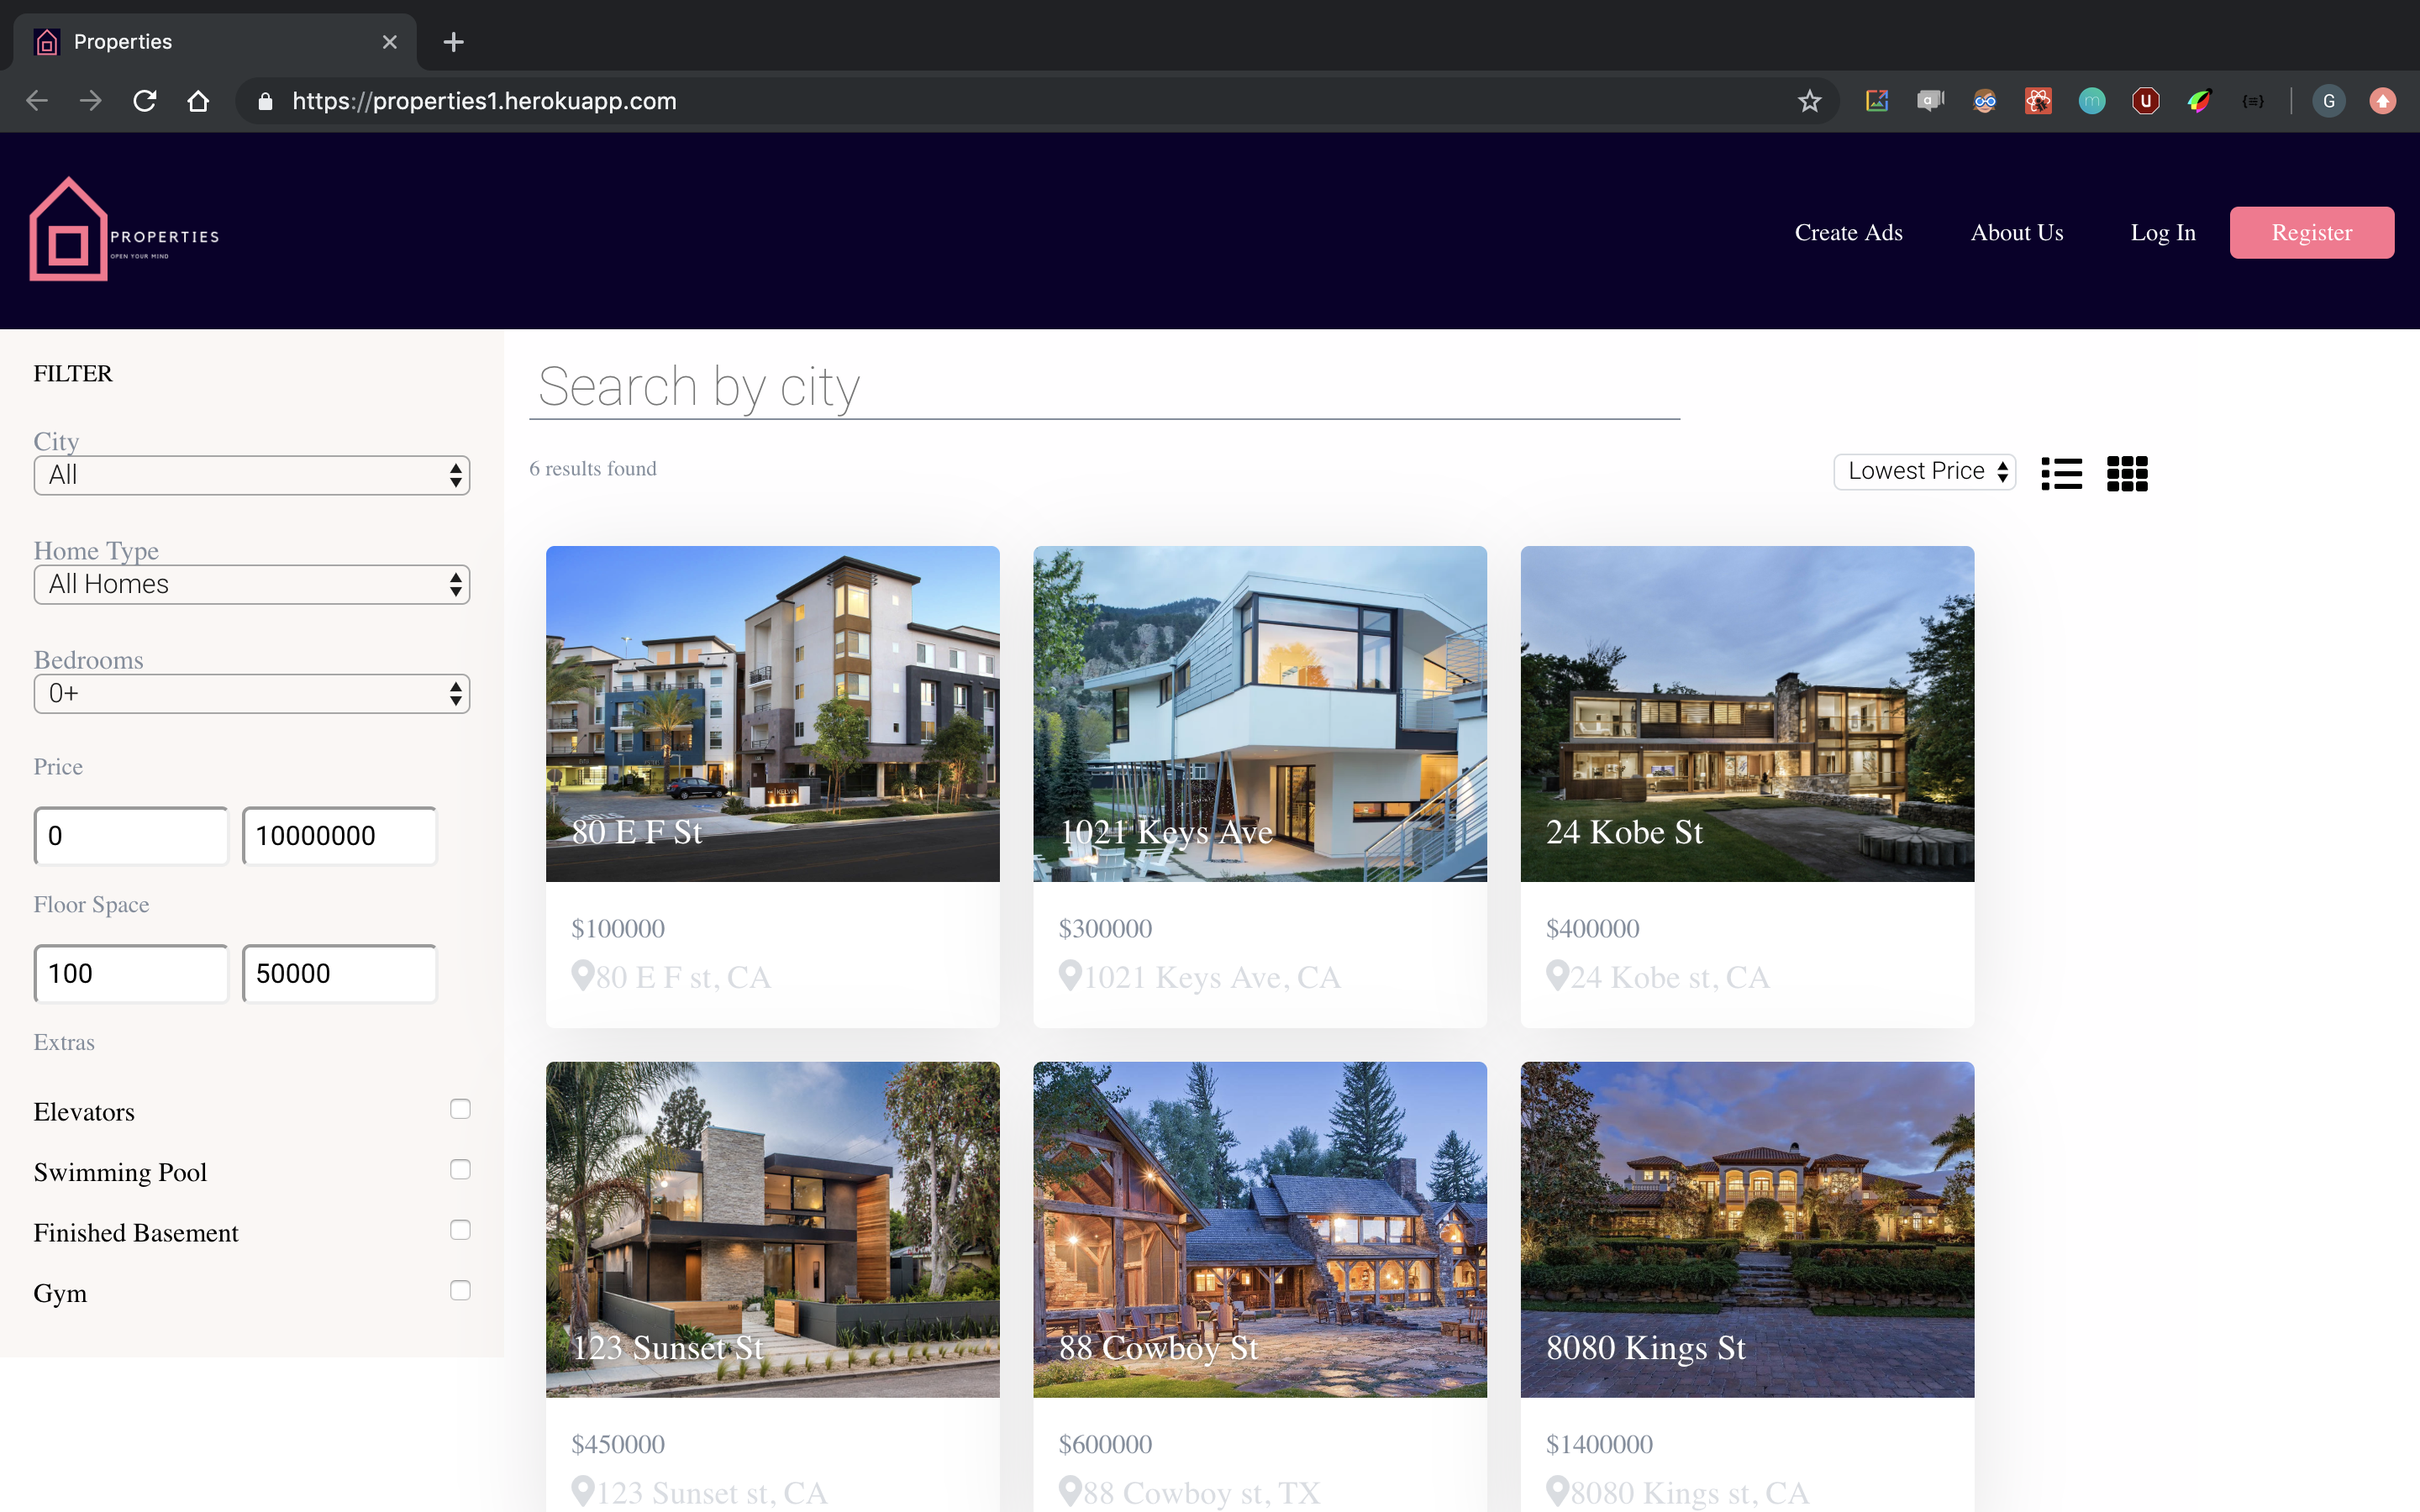 Properties
https://properties1.herokuapp.com
G
PROPERTIES
OPEN YOUR MIND
Create Ads
About Us
Log In
Register
FILTER
City
All
Home Type
All Homes
Bedrooms
0+
Price
0
10000000
Floor Space
100
50000
Extras
Elevators
Swimming Pool
Finished Basement
Gym
Search by city
6 results found
Lowest Price
80 E F St
$100000
80 E F st, CA
1021 Keys Ave
$300000
1021 Keys Ave, CA
24 Kobe St
$400000
24 Kobe st, CA
123 Sunset St
$450000
123 Sunset st, CA
88 Cowboy St
$600000
88 Cowboy st, TX
8080 Kings St
$1400000
8080 Kings st, CA